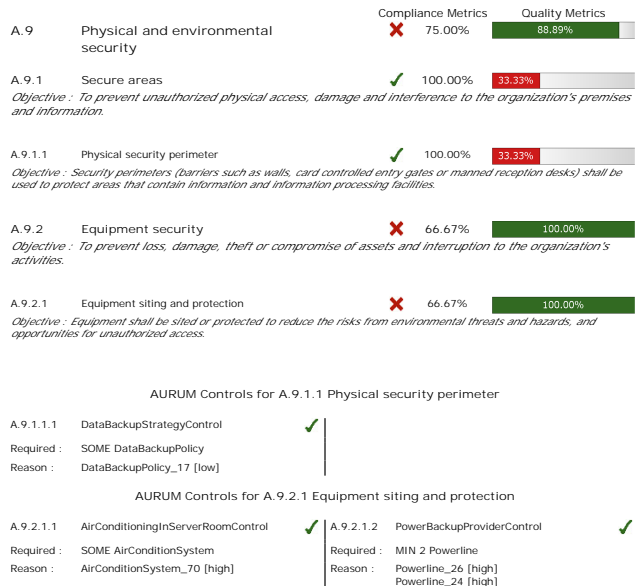 Compliance Metrics Quality Metrics
A.9 Physical and environmental security 75.00% 88.89%
A.9.1 Secure areas 100.00% 33.33%
Objective : To prevent unauthorized physical access, damage and interference to the organization's premises
and information.
A.9.1.1 Physical security perimeter 100.00% 33.33%
Objective : Security perimeters (barriers such as walls, card controlled entry gates or manned reception desks) shall be
used to protect areas that contain information and information processing facilities.
A.9.2 Equipment security 66.67% 100.00%
Objective : To prevent loss, damage, theft or compromise of assets and interruption to the organization's
activities.
A.9.2.1 Equipment siting and protection 66.67% 100.00%
Objective : Equipment shall be sited or protected to reduce the risks from environmental threats and hazards, and
opportunities for unauthorized access.
AURUM Controls for A.9.1.1 Physical security perimeter
A.9.1.1.1 DataBackupStrategyControl
Required : SOME DataBackupPolicy
Reason : DataBackupPolicy_17 [low]
AURUM Controls for A.9.2.1 Equipment siting and protection
A.9.2.1.1 AirConditioningInServerRoomControl A.9.2.1.2 PowerBackupProviderControl
Required : SOME AirConditionSystem Required : MIN 2 Powerline
Reason : AirConditionSystem_70 [high] Reason : Powerline_26 [high]
Powerline_24 [high]